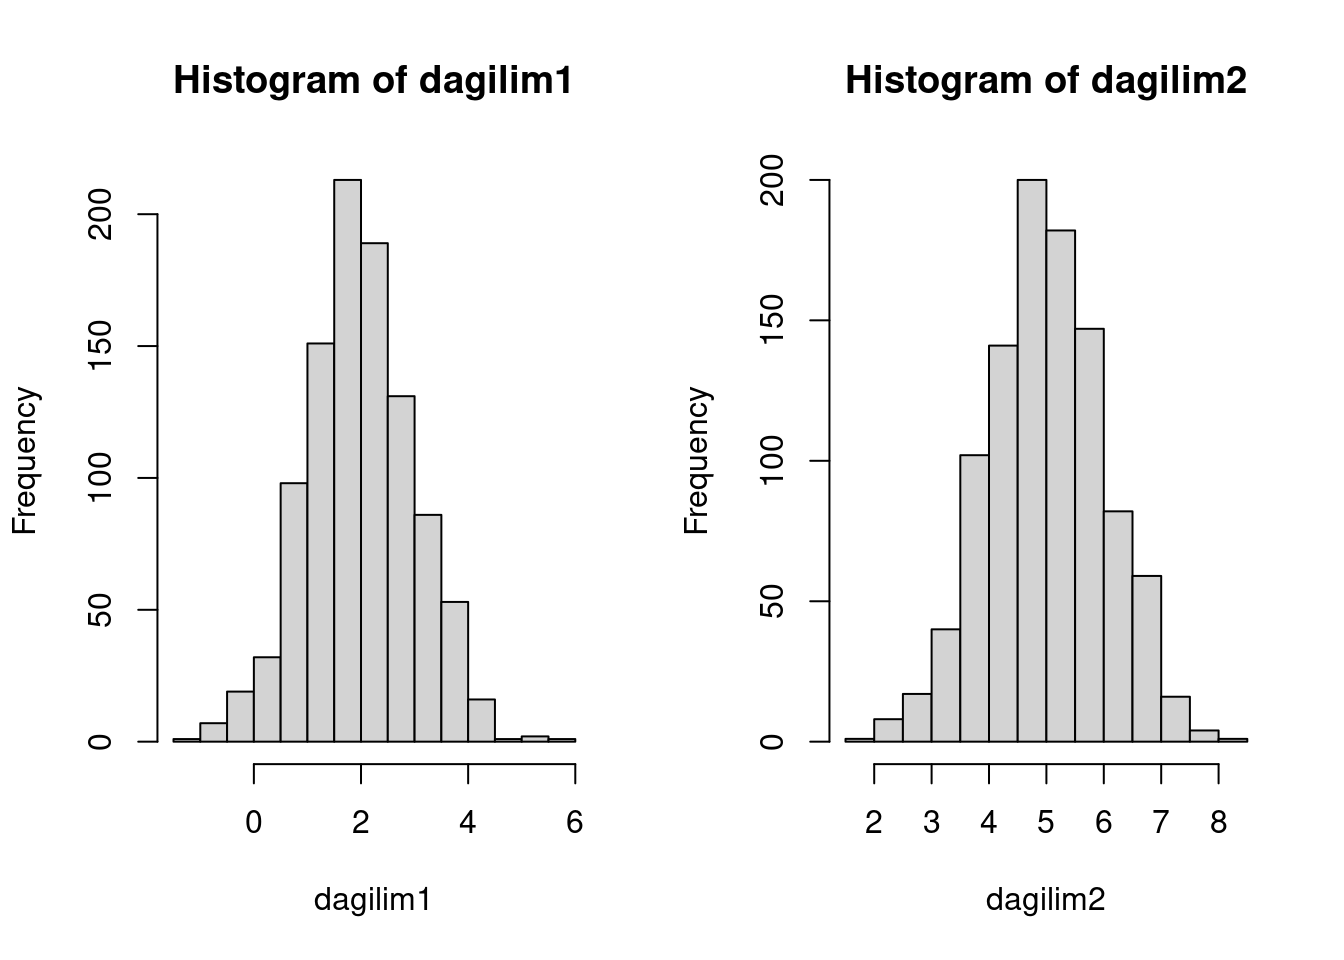 Histogram of dagilim1
Frequency
200
150
100
50
0
0 2 4 6
dagilim1
Histogram of dagilim2
Frequency
200
150
100
50
0
2 3 4 5 6 7 8
dagilim2